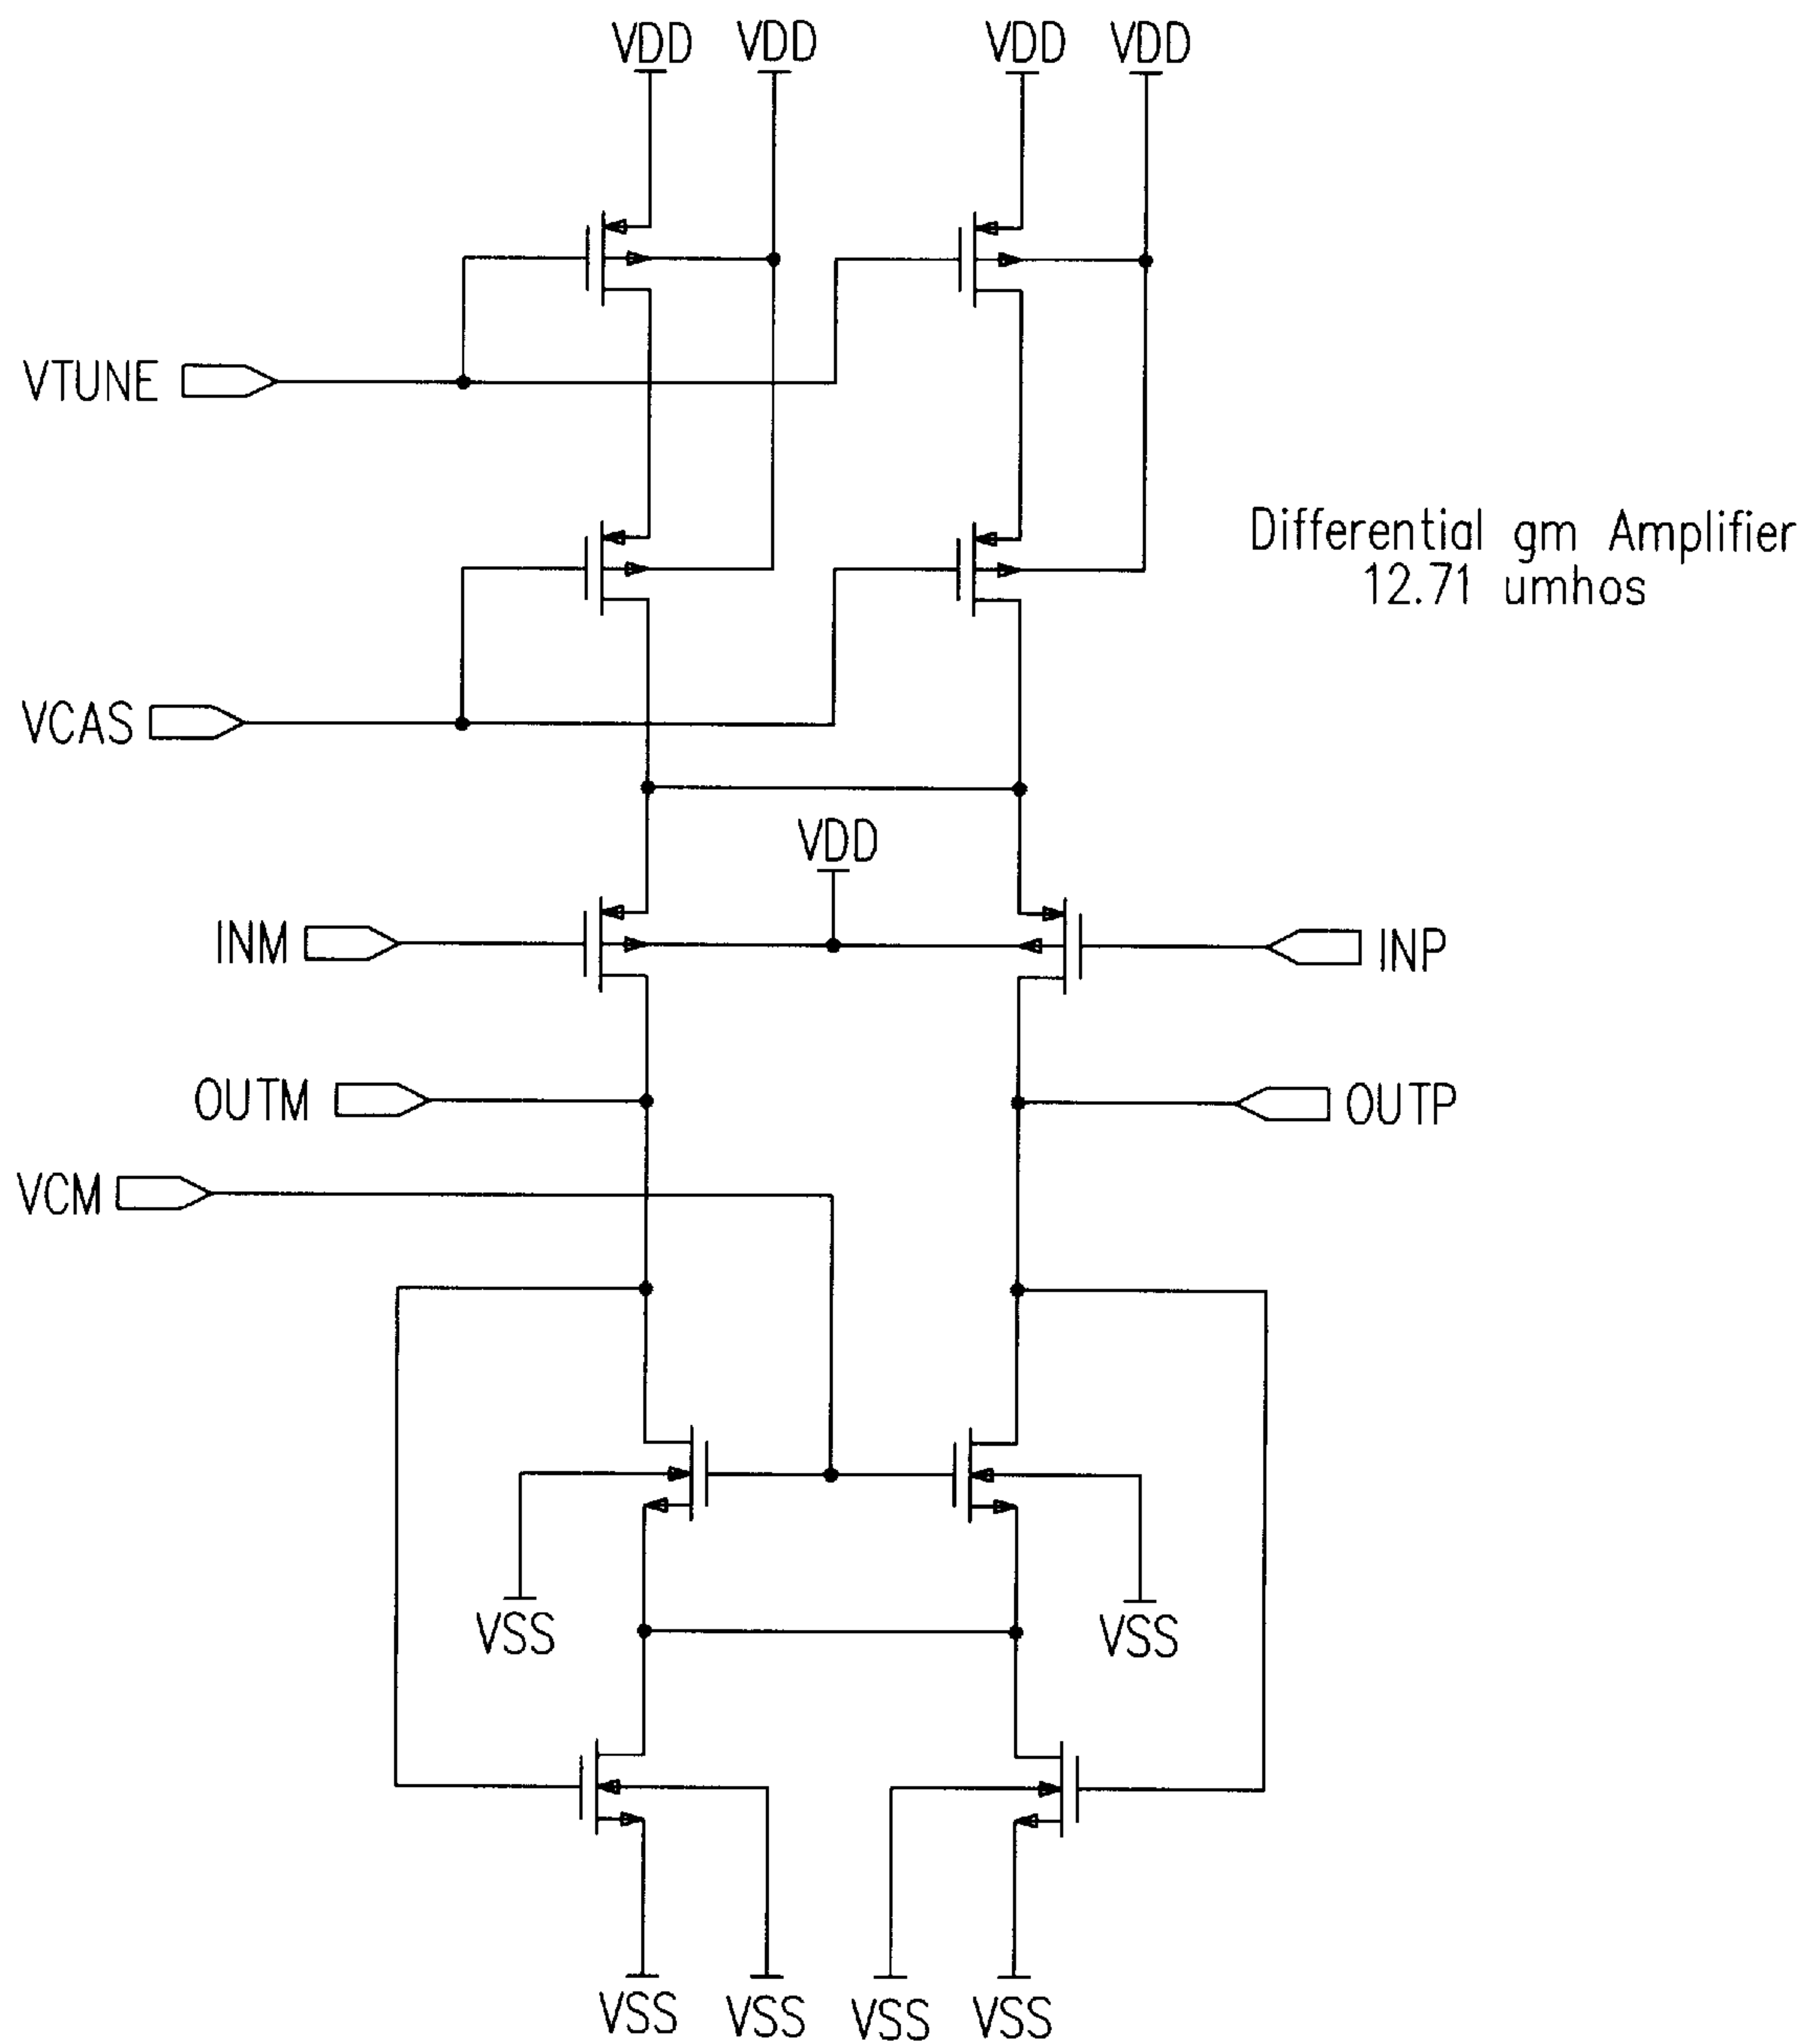 VDD VDD VDD VDD
VTUNE
Differential gm Amplifier
12.71 umhos
VCAS
VDD
INM INP
OUTM OUTP
VCM
VSS VSS
VSS VSS VSS VSS